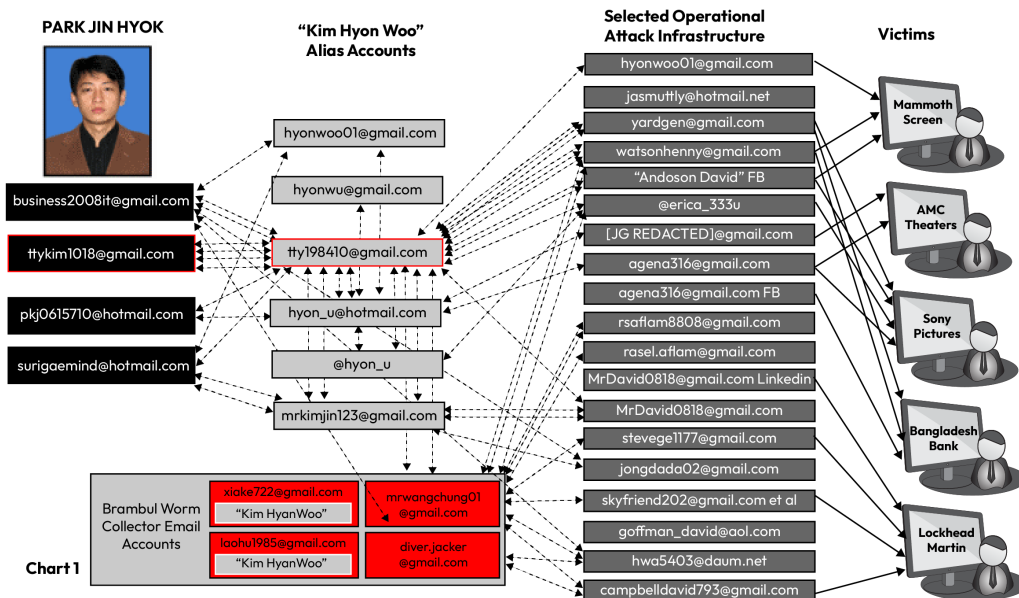 PARK JIN HYOK
business2008it@gmail.com
ttykim1018@gmail.com
pkj0615710@hotmail.com
surigaemind@hotmail.com
“Kim Hyon Woo”
Alias Accounts
hyonwoo01@gmail.com
hyonwu@gmail.com
tty198410@gmail.com
hyon_u@hotmail.com
@hyon_u
mrkimjin123@gmail.com
Brambul Worm
Collector Email
Accounts
xiake722@gmail.com
“Kim HyanWoo”
laohu1985@gmail.com
“Kim HyanWoo”
mrwangchung01
@gmail.com
diver.jacker
@gmail.com
Chart 1
Selected Operational
Attack Infrastructure
hyonwoo01@gmail.com
jasmuttly@hotmail.net
yardgen@gmail.com
watsonhenny@gmail.com
“Andoson David” FB
@erica_333u
[JG REDACTED]@gmail.com
agena316@gmail.com
agena316@gmail.com FB
rsaflam8808@gmail.com
rasel.aflam@gmail.com
MrDavid0818@gmail.com Linkedin
MrDavid0818@gmail.com
stevege1177@gmail.com
jongdada02@gmail.com
skyfriend202@gmail.com et al
goffman_david@aol.com
hwa5403@daum.net
campbelldavid793@gmail.com
Victims
Mammoth
Screen
AMC
Theaters
Sony
Pictures
Bangladesh
Bank
Lockhead
Martin